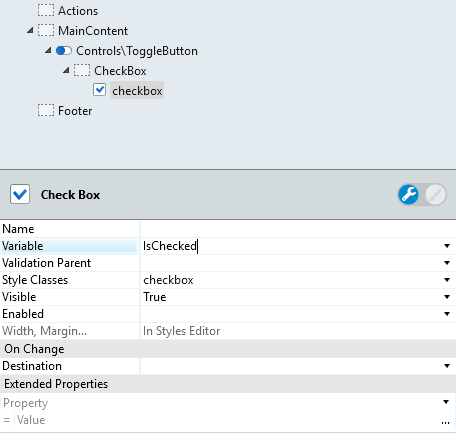 Actions
MainContent
Controls\ToggleButton
CheckBox
checkbox
Footer
Check Box
Name
Variable IsChecked
Validation Parent
Style Classes checkbox
Visible True
Enabled
Width, Margin... In Styles Editor
On Change
Destination
Extended Properties
Property
= Value ...